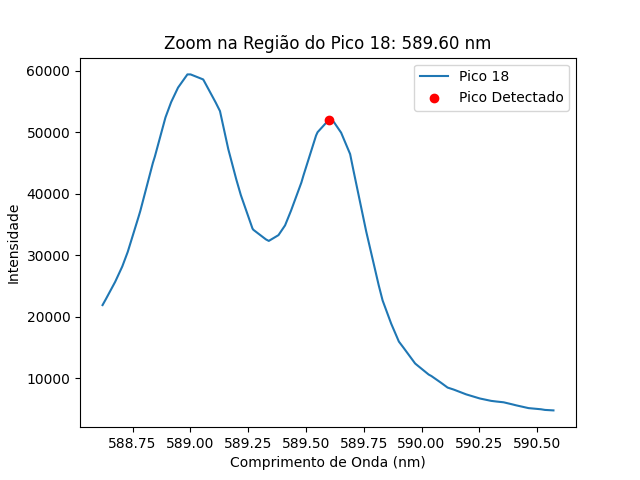 Zoom na Região do Pico 18: 589.60 nm
Pico 18
Pico Detectado
60000
50000
40000
30000
20000
10000
Intensidade
588.75 589.00 589.25 589.50 589.75 590.00 590.25 590.50
Comprimento de Onda (nm)